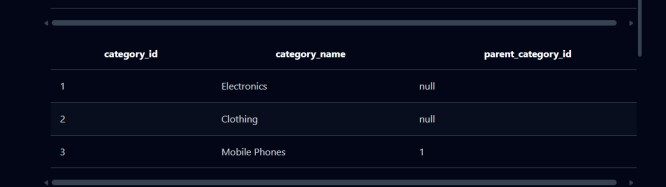 category_id category_name parent_category_id
1 Electronics null
2 Clothing null
3 Mobile Phones 1